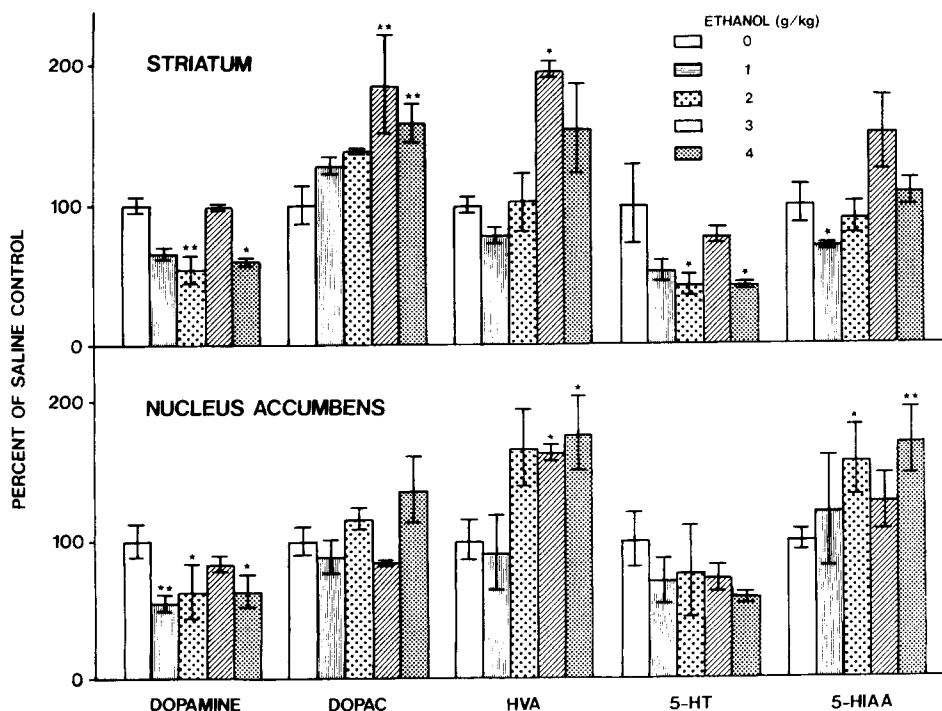 ETHANOL (g/kg)
0
1
2
3
4
STRIATUM
200
100
0
** * ** ** * * * *
PERCENT OF SALINE CONTROL
NUCLEUS ACCUMBENS
200
100
0
** * * * * * **
DOPAMINE DOPAC HVA 5-HT 5-HIAA